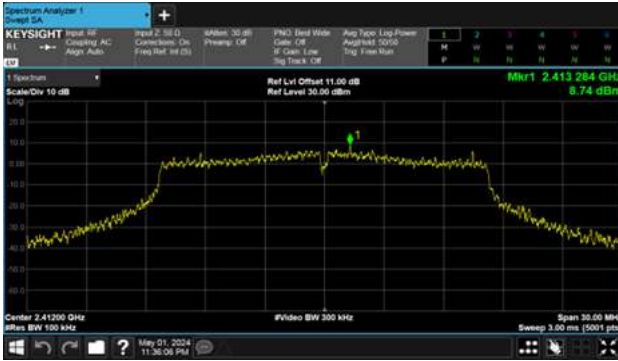 Spectrum Analyzer 1
Swept SA
+
KEYSIGHT Input: RF Input Z: 50 Ω #Atten: 30 dB PNO: Best Wide Avg Type: Log-Power 1 2 3 4 5 6
RL Coupling: AC Corrections: On Preamp: Off Gate: Off Avg|Hold: 50/50 M W W W W W
Align: Auto Freq Ref: Int (S) IF Gain: Low Trig: Free Run
LW Sig Track: Off P N N N N N
1 Spectrum Ref Lvl Offset 11.00 dB Mkr1 2.413 284 GHz
Scale/Div 10 dB Ref Level 30.00 dBm 8.74 dBm
Log
20.0
10.0 1
0.00
-10.0
-20.0
-30.0
-40.0
-50.0
-60.0
Center 2.41200 GHz #Video BW 300 kHz Span 30.00 MHz
#Res BW 100 kHz Sweep 3.00 ms (5001 pts)
? May 01, 2024
11:36:06 PM